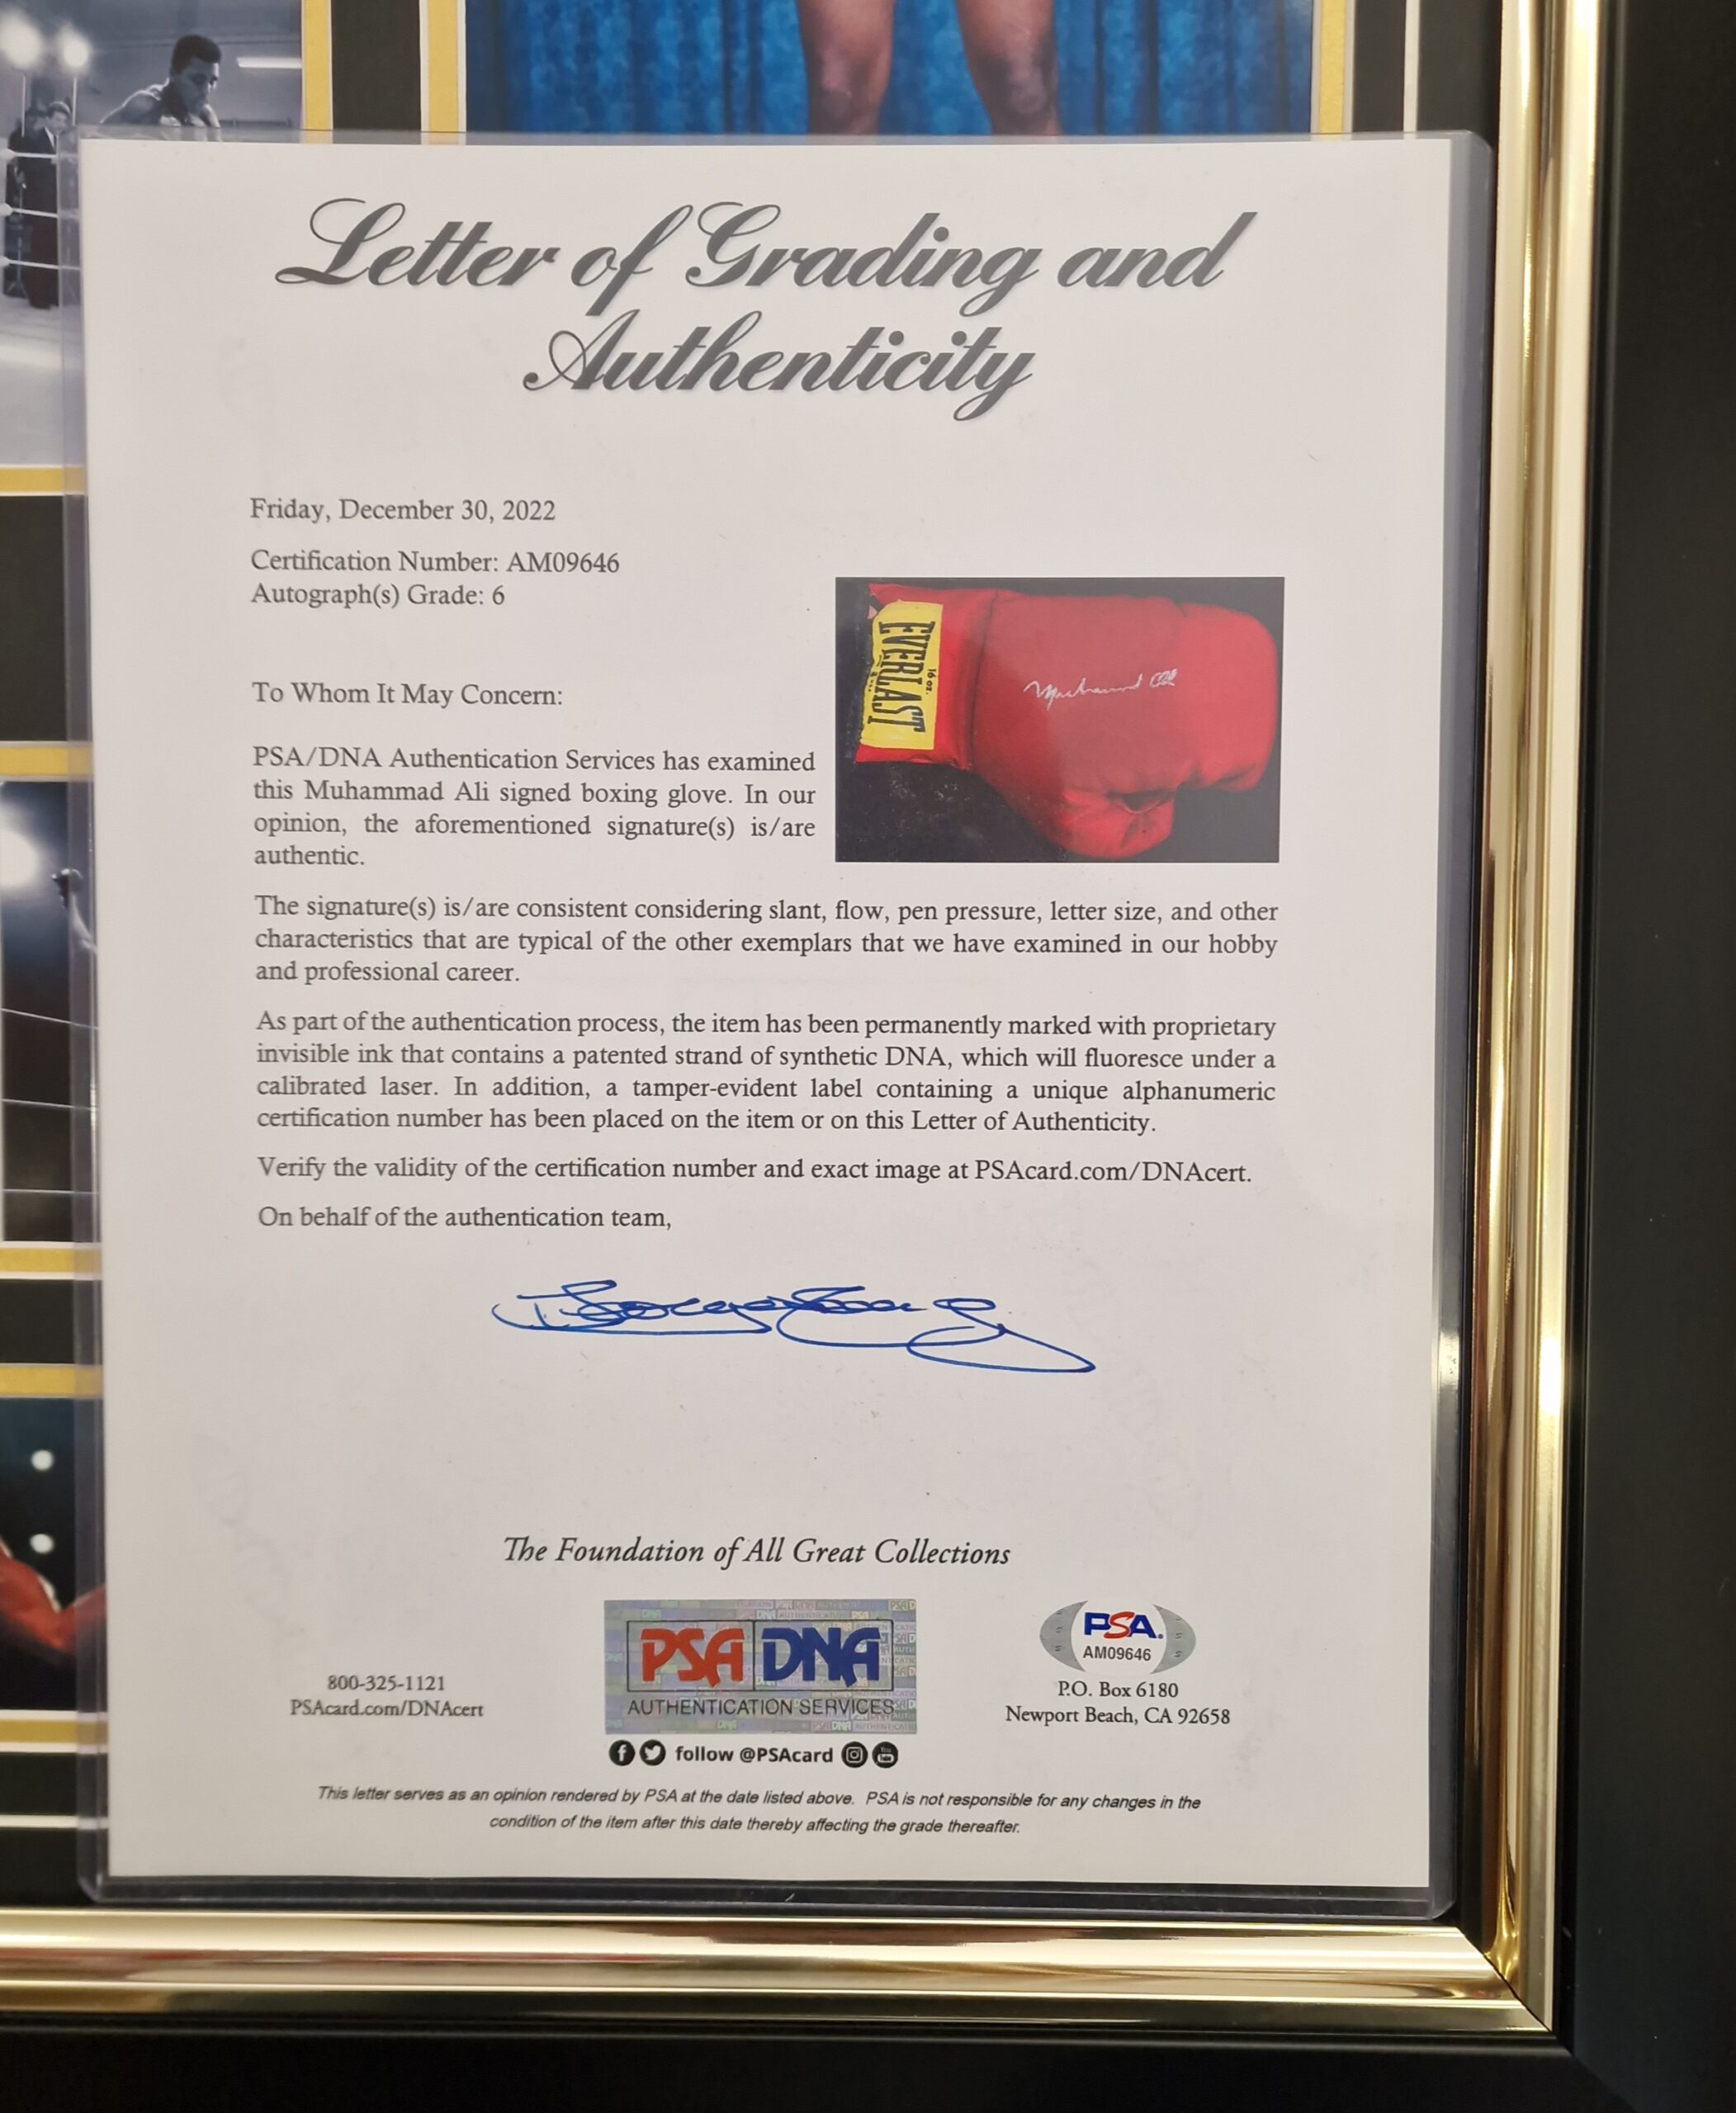 Letter of Grading and
Authenticity
Friday, December 30, 2022
Certification Number: AM09646
Autograph(s) Grade: 6
To Whom It May Concern:
PSA/DNA Authentication Services has examined
this Muhammad Ali signed boxing glove. In our
opinion, the aforementioned signature(s) is/are
authentic.
EVERLAST
16 oz.
Muhammad Ali
The signature(s) is/are consistent considering slant, flow, pen pressure, letter size, and other
characteristics that are typical of the other exemplars that we have examined in our hobby
and professional career.
As part of the authentication process, the item has been permanently marked with proprietary
invisible ink that contains a patented strand of synthetic DNA, which will fluoresce under a
calibrated laser. In addition, a tamper-evident label containing a unique alphanumeric
certification number has been placed on the item or on this Letter of Authenticity.
Verify the validity of the certification number and exact image at PSAcard.com/DNAcert.
On behalf of the authentication team,
The Foundation of All Great Collections
800-325-1121
PSAcard.com/DNAcert
PSA DNA
AUTHENTICATION SERVICES
follow @PSAcard
PSA.
AM09646
P.O. Box 6180
Newport Beach, CA 92658
This letter serves as an opinion rendered by PSA at the date listed above. PSA is not responsible for any changes in the
condition of the item after this date thereby affecting the grade thereafter.